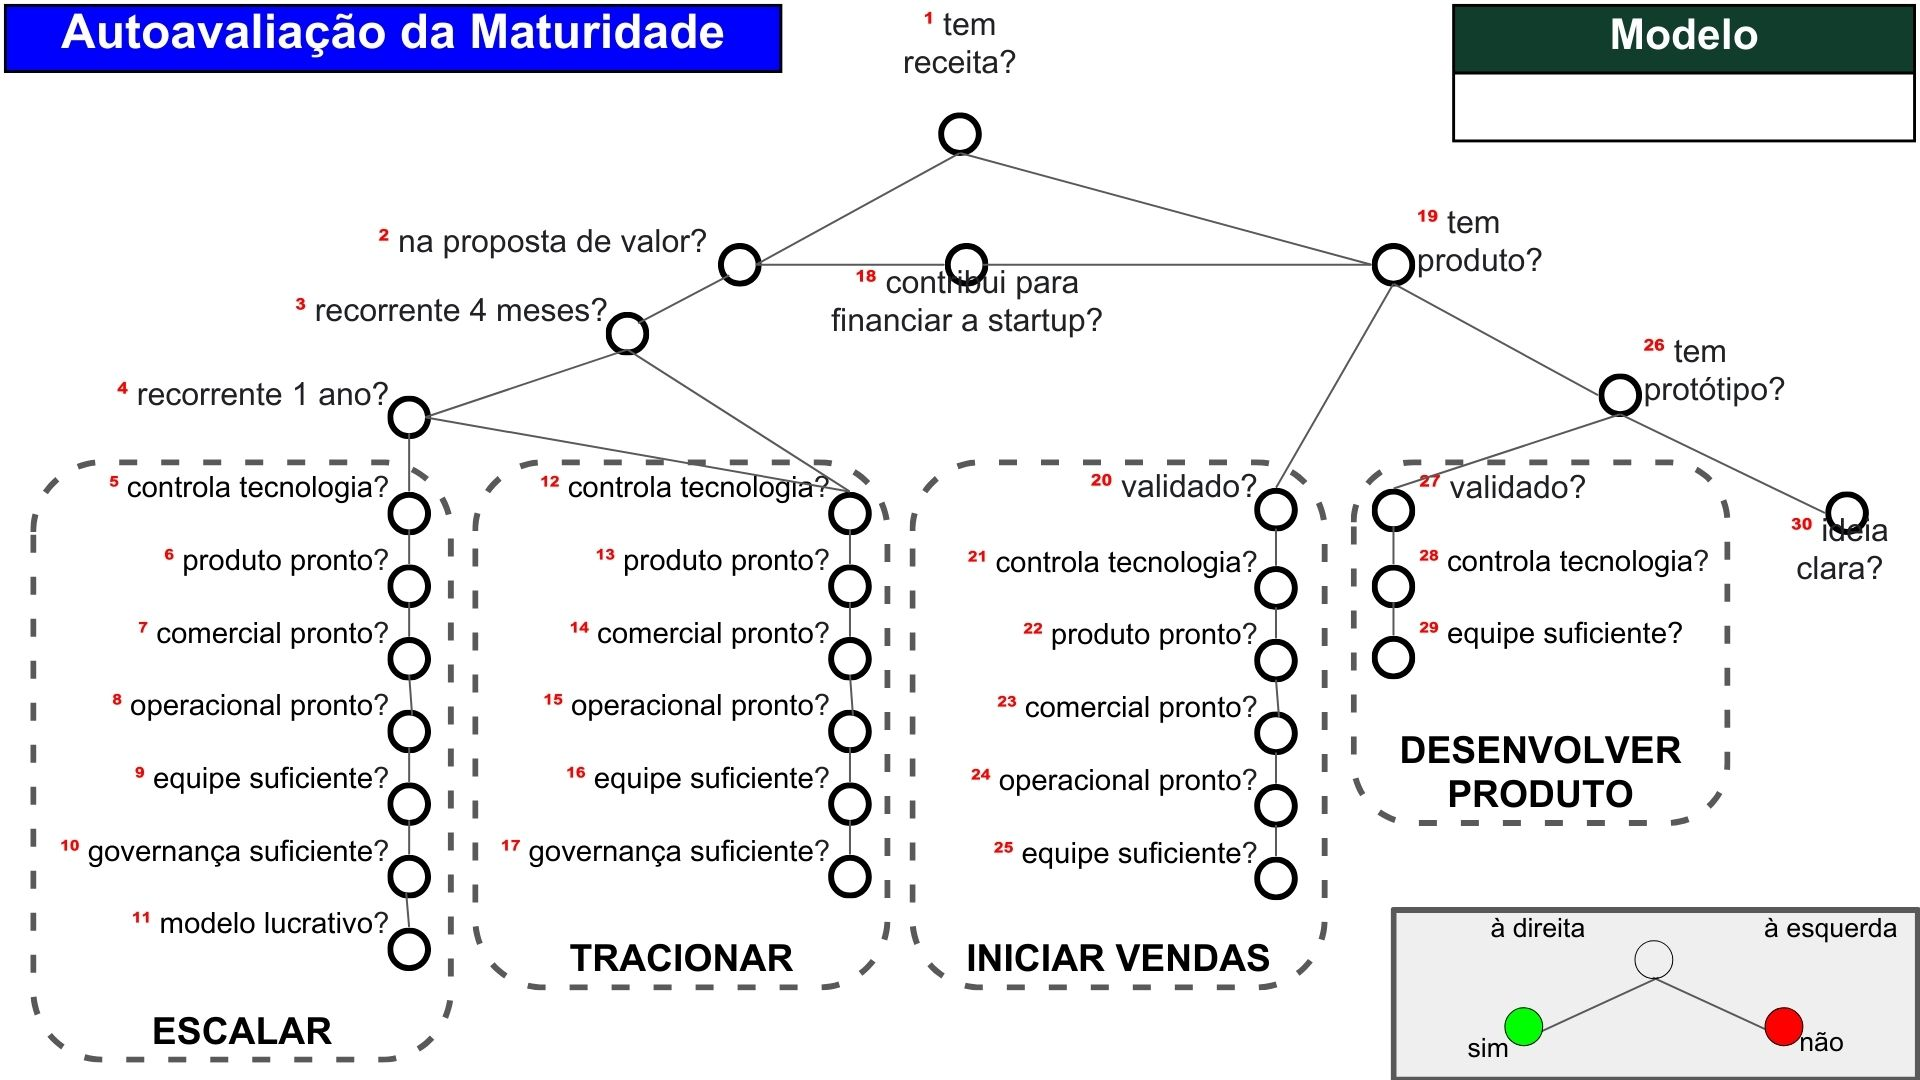 Autoavaliação da Maturidade
Modelo
1 tem
receita?
2 na proposta de valor?
3 recorrente 4 meses?
4 recorrente 1 ano?
18 contribui para
financiar a startup?
19 tem
produto?
26 tem
protótipo?
30 ideia
clara?
5 controla tecnologia?
6 produto pronto?
7 comercial pronto?
8 operacional pronto?
9 equipe suficiente?
10 governança suficiente?
11 modelo lucrativo?
ESCALAR
12 controla tecnologia?
13 produto pronto?
14 comercial pronto?
15 operacional pronto?
16 equipe suficiente?
17 governança suficiente?
TRACIONAR
20 validado?
21 controla tecnologia?
22 produto pronto?
23 comercial pronto?
24 operacional pronto?
25 equipe suficiente?
INICIAR VENDAS
27 validado?
28 controla tecnologia?
29 equipe suficiente?
DESENVOLVER
PRODUTO
à direita
à esquerda
sim
não